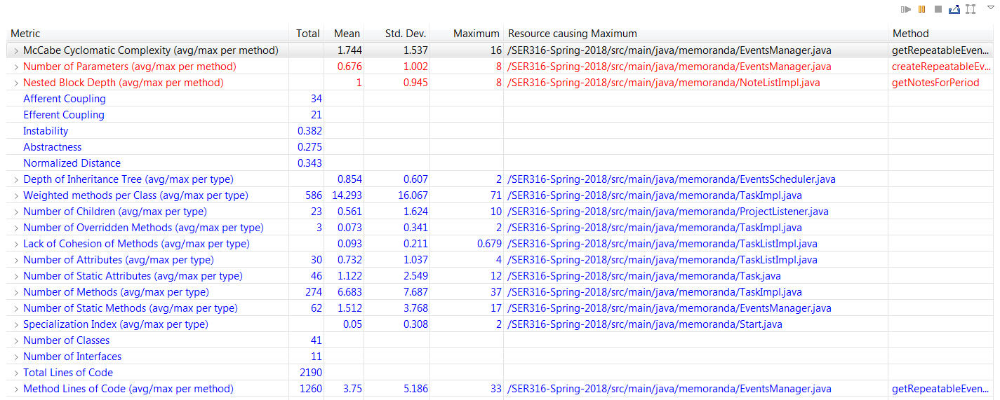 Metric Total Mean Std. Dev. Maximum Resource causing Maximum Method
McCabe Cyclomatic Complexity (avg/max per method) 1.744 1.537 16 /SER316-Spring-2018/src/main/java/memoranda/EventsManager.java getRepeatableEven...
Number of Parameters (avg/max per method) 0.676 1.002 8 /SER316-Spring-2018/src/main/java/memoranda/EventsManager.java createRepeatableEv...
Nested Block Depth (avg/max per method) 1 0.945 8 /SER316-Spring-2018/src/main/java/memoranda/NoteListImpl.java getNotesForPeriod
Afferent Coupling 34
Efferent Coupling 21
Instability 0.382
Abstractness 0.275
Normalized Distance 0.343
Depth of Inheritance Tree (avg/max per type) 0.854 0.607 2 /SER316-Spring-2018/src/main/java/memoranda/EventsScheduler.java
Weighted methods per Class (avg/max per type) 586 14.293 16.067 71 /SER316-Spring-2018/src/main/java/memoranda/TaskImpl.java
Number of Children (avg/max per type) 23 0.561 1.624 10 /SER316-Spring-2018/src/main/java/memoranda/ProjectListener.java
Number of Overridden Methods (avg/max per type) 3 0.073 0.341 2 /SER316-Spring-2018/src/main/java/memoranda/TaskImpl.java
Lack of Cohesion of Methods (avg/max per type) 0.093 0.211 0.679 /SER316-Spring-2018/src/main/java/memoranda/TaskListImpl.java
Number of Attributes (avg/max per type) 30 0.732 1.037 4 /SER316-Spring-2018/src/main/java/memoranda/TaskListImpl.java
Number of Static Attributes (avg/max per type) 46 1.122 2.549 12 /SER316-Spring-2018/src/main/java/memoranda/Task.java
Number of Methods (avg/max per type) 274 6.683 7.687 37 /SER316-Spring-2018/src/main/java/memoranda/TaskImpl.java
Number of Static Methods (avg/max per type) 62 1.512 3.768 17 /SER316-Spring-2018/src/main/java/memoranda/EventsManager.java
Specialization Index (avg/max per type) 0.05 0.308 2 /SER316-Spring-2018/src/main/java/memoranda/Start.java
Number of Classes 41
Number of Interfaces 11
Total Lines of Code 2190
Method Lines of Code (avg/max per method) 1260 3.75 5.186 33 /SER316-Spring-2018/src/main/java/memoranda/EventsManager.java getRepeatableEven...